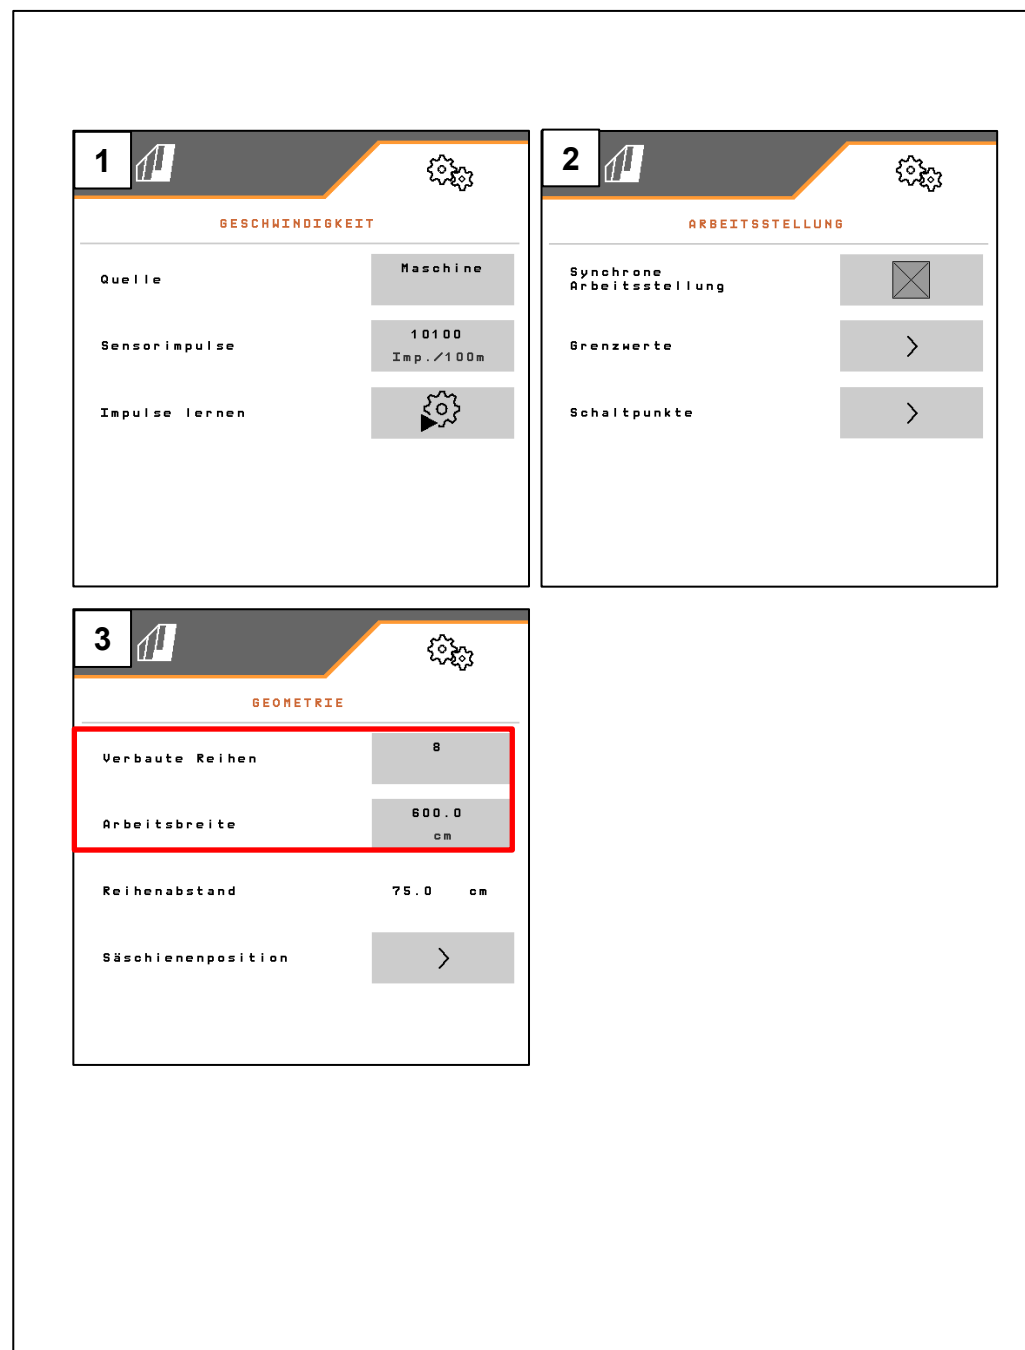 1
GESCHWINDIGKEIT
Quelle
Maschine
Sensorimpulse
10100
Imp./100m
Impulse lernen
2
ARBEITSSTELLUNG
Synchrone
Arbeitsstellung
Grenzwerte
Schaltpunkte
3
GEOMETRIE
Verbaute Reihen
8
Arbeitsbreite
600.0
cm
Reihenabstand
75.0 cm
Säschienenposition